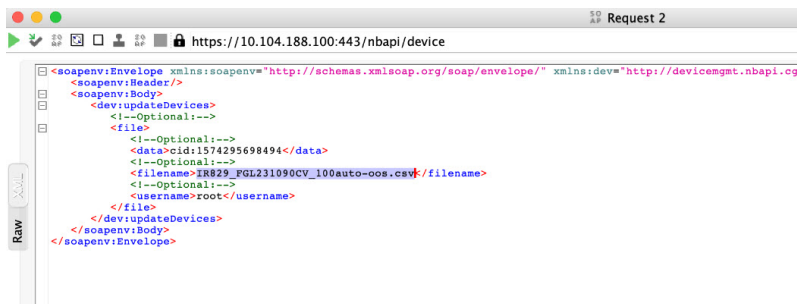 SOAP Request 2
https://10.104.188.100:443/nbapi/device
<soapenv:Envelope xmlns:soapenv="http://schemas.xmlsoap.org/soap/envelope/" xmlns:dev="http://devicemgmt.nbapi.cg
<soapenv:Header/>
<soapenv:Body>
<dev:updateDevices>
<!--Optional:-->
<file>
<!--Optional:-->
<data>cid:1574295698494</data>
<!--Optional:-->
<filename>IR829_FGL231090CV_100auto-oos.csv</filename>
<!--Optional:-->
<username>root</username>
</file>
</dev:updateDevices>
</soapenv:Body>
</soapenv:Envelope>
XML
Raw